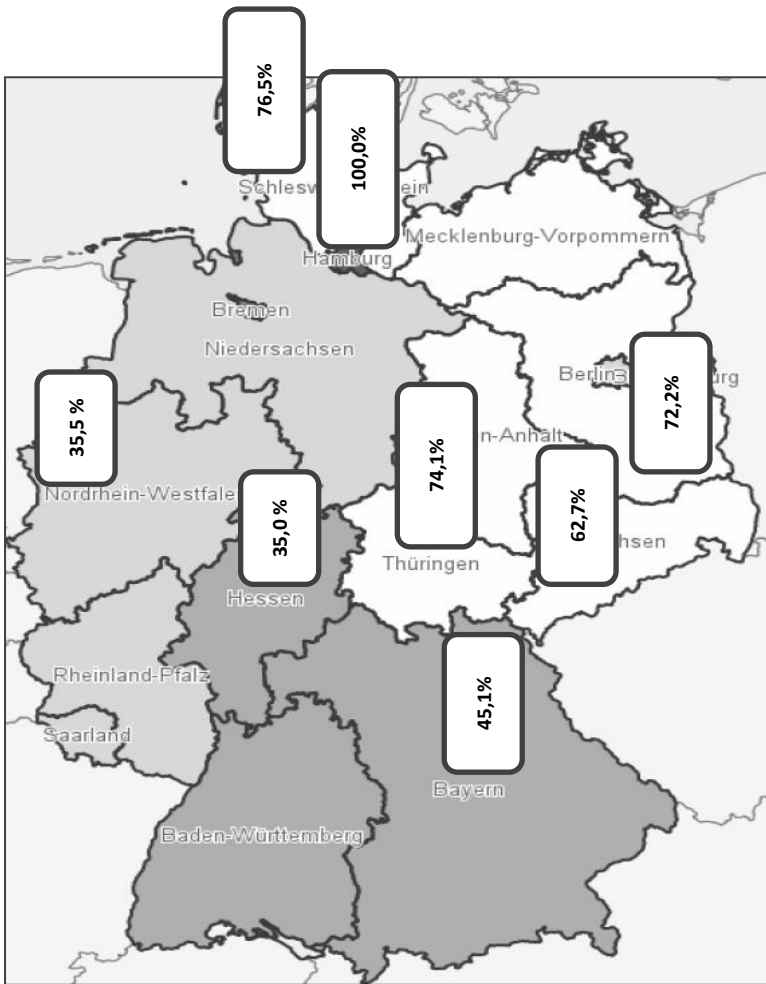 76,5%
100,0%
Schlesw
ein
Mecklenburg-Vorpommern
Hamburg
Bremen
Niedersachsen
Berlin
rg
72,2%
35,5 %
74,1%
n-Anhalt
Nordrhein-Westfale
35,0 %
62,7%
hsen
Thüringen
Hessen
Rheinland-Pfalz
45,1%
Saarland
Bayern
Baden-Württemberg